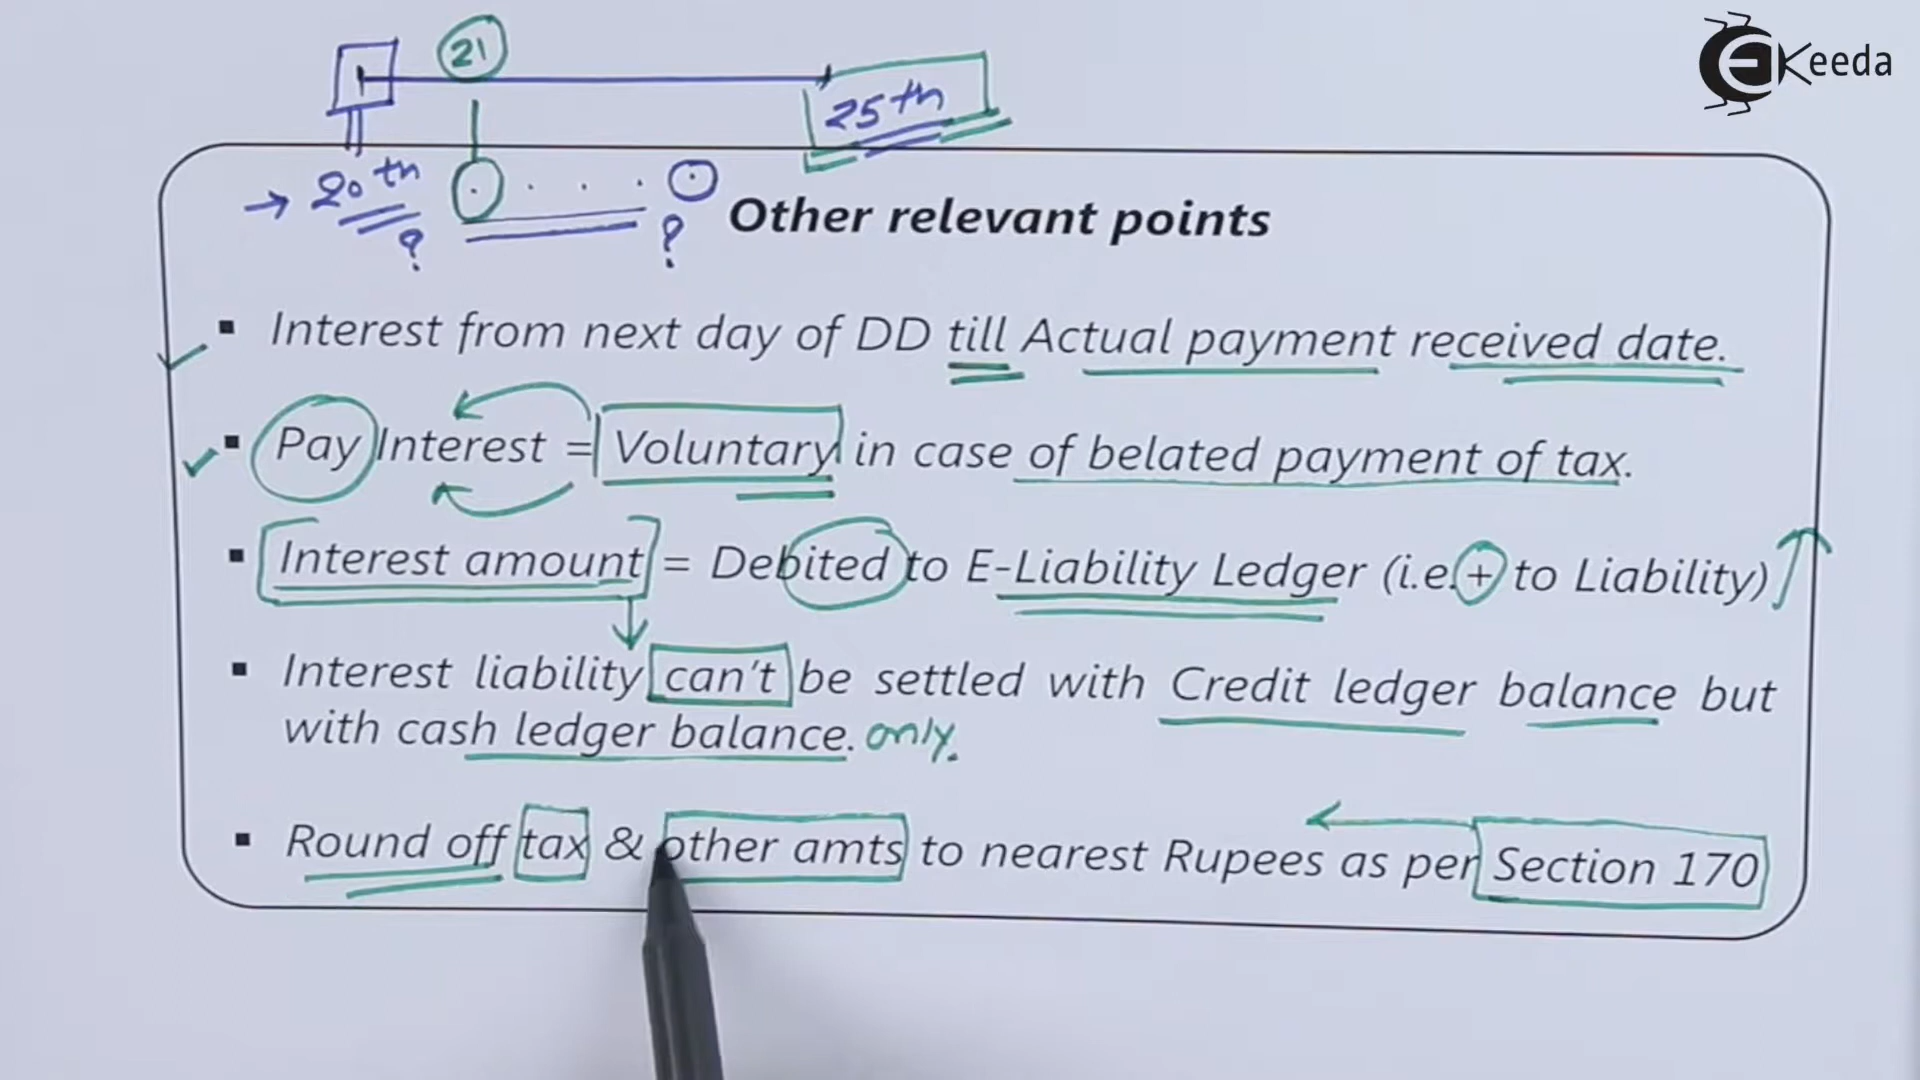 21
EKeeda
25th
→ 20th
?
?
Other relevant points
▪ Interest from next day of DD till Actual payment received date.
▪ Pay Interest = Voluntary in case of belated payment of tax.
▪ Interest amount = Debited to E-Liability Ledger (i.e. + to Liability)
▪ Interest liability can't be settled with Credit ledger balance but
with cash ledger balance. only.
▪ Round off tax & other amts to nearest Rupees as per Section 170